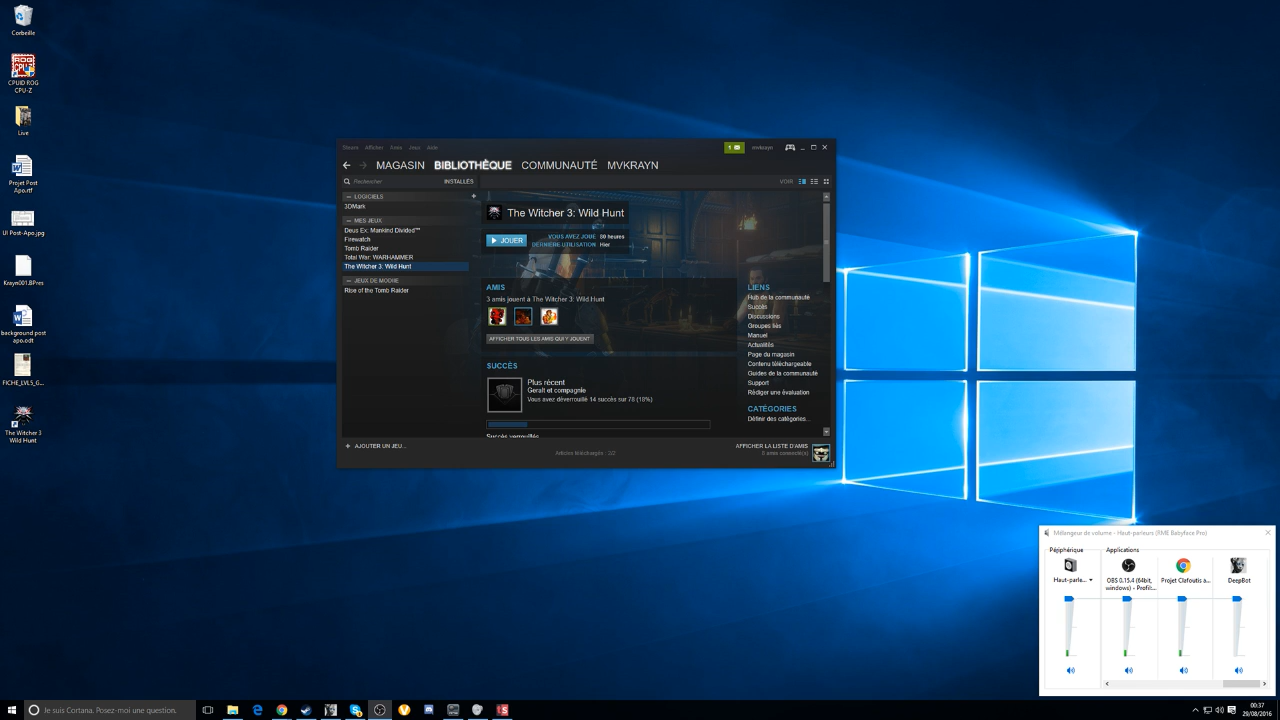 Corbeille
CPUID ROG
CPU-Z
Live
Projet Post
Apo.rtf
UI Post-Apo.jpg
Krayn001.BPres
background post
apo.odt
FICHE_LVL5_G...
The Witcher 3
Wild Hunt
Steam Afficher Amis Jeux Aide
1
mvkrayn
MAGASIN BIBLIOTHÈQUE COMMUNAUTÉ MVKRAYN
Rechercher
INSTALLÉS
VOIR
— LOGICIELS +
3DMark
— MES JEUX
Deus Ex: Mankind Divided™
Firewatch
Tomb Raider
Total War: WARHAMMER
The Witcher 3: Wild Hunt
— JEUX DE MOONE
Rise of the Tomb Raider
The Witcher 3: Wild Hunt
JOUER
VOUS AVEZ JOUÉ 59 heures
DERNIÈRE UTILISATION Hier
AMIS
3 amis jouent à The Witcher 3: Wild Hunt
AFFICHER TOUS LES AMIS QUI Y JOUENT
SUCCÈS
Plus récent
Geralt et compagnie
Vous avez déverrouillé 14 succès sur 78 (18%)
Succès verrouillés
LIENS
Hub de la communauté
Succès
Discussions
Groupes liés
Manuel
Actualités
Page du magasin
Contenu téléchargeable
Guides de la communauté
Support
Rédiger une évaluation
CATÉGORIES
Définir des catégories...
+ AJOUTER UN JEU...
Articles téléchargés : 2/2
AFFICHER LA LISTE D'AMIS
Mélangeur de volume - Haut-parleurs (RME Babyface Pro)
Périphérique
Applications
Haut-parle...
OBS 0.15.4 (64bit,
windows) - Profil:...
Projet Clafoutis à...
DeepBot
Je suis Cortana. Posez-moi une question.
00:37
29/08/2016